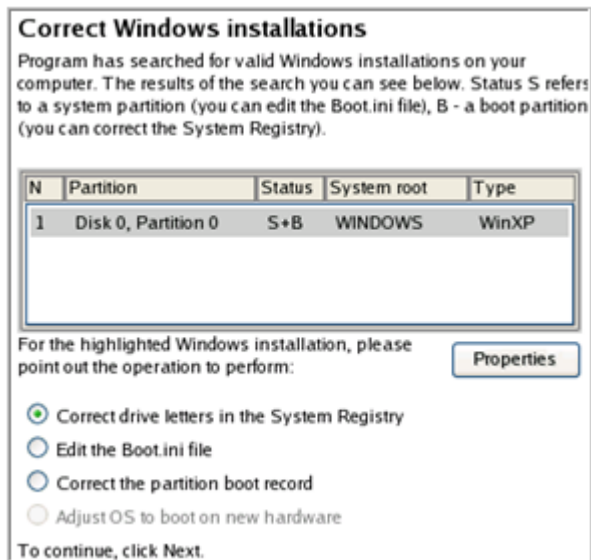 Correct Windows installations
Program has searched for valid Windows installations on your
computer. The results of the search you can see below. Status S refers
to a system partition (you can edit the Boot.ini file), B - a boot partition
(you can correct the System Registry).
N Partition Status System root Type
1 Disk 0, Partition 0 S+B WINDOWS WinXP
For the highlighted Windows installation, please
point out the operation to perform:
Properties
Correct drive letters in the System Registry
Edit the Boot.ini file
Correct the partition boot record
Adjust OS to boot on new hardware
To continue, click Next.